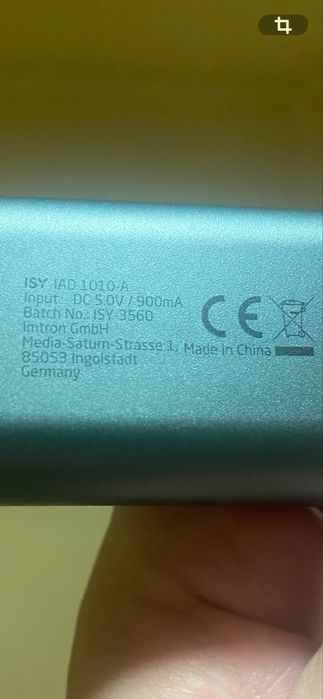 ISY IAD 1010-A
Input: DC 5.0V / 900mA
Batch No.: ISY-3560
Imtron GmbH
Media-Saturn-Strasse 1,
85053 Ingolstadt
Germany
CE
Made in China